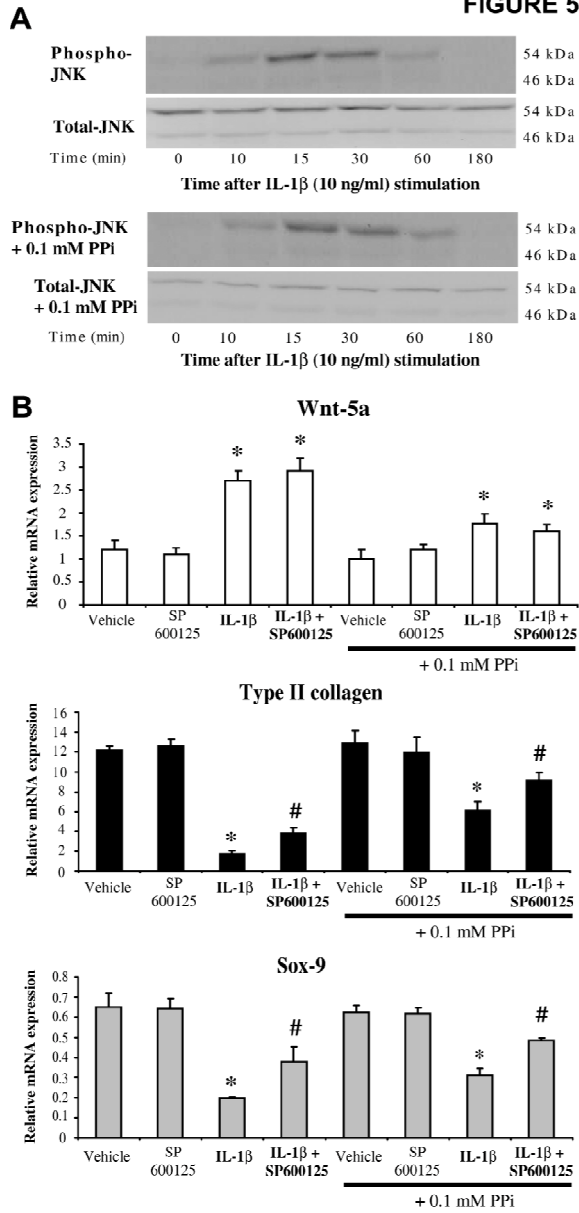 FIGURE 5
A
Phospho-
JNK
54 kDa
46 kDa
Total-JNK
54 kDa
46 kDa
Time (min) 0 10 15 30 60 180
Time after IL-1β (10 ng/ml) stimulation
Phospho-JNK
+ 0.1 mM PPi
54 kDa
46 kDa
Total-JNK
+ 0.1 mM PPi
54 kDa
46 kDa
Time (min) 0 10 15 30 60 180
Time after IL-1β (10 ng/ml) stimulation
B
Wnt-5a
Relative mRNA expression
3.5
3
2.5
2
1.5
1
0.5
0
* * * *
Vehicle SP 600125 IL-1β IL-1β + SP600125 Vehicle SP 600125 IL-1β IL-1β + SP600125
+ 0.1 mM PPi
Type II collagen
Relative mRNA expression
16
14
12
10
8
6
4
2
0
* # * #
Vehicle SP 600125 IL-1β IL-1β + SP600125 Vehicle SP 600125 IL-1β IL-1β + SP600125
+ 0.1 mM PPi
Sox-9
Relative mRNA expression
0.8
0.7
0.6
0.5
0.4
0.3
0.2
0.1
0
* # * #
Vehicle SP 600125 IL-1β IL-1β + SP600125 Vehicle SP 600125 IL-1β IL-1β + SP600125
+ 0.1 mM PPi